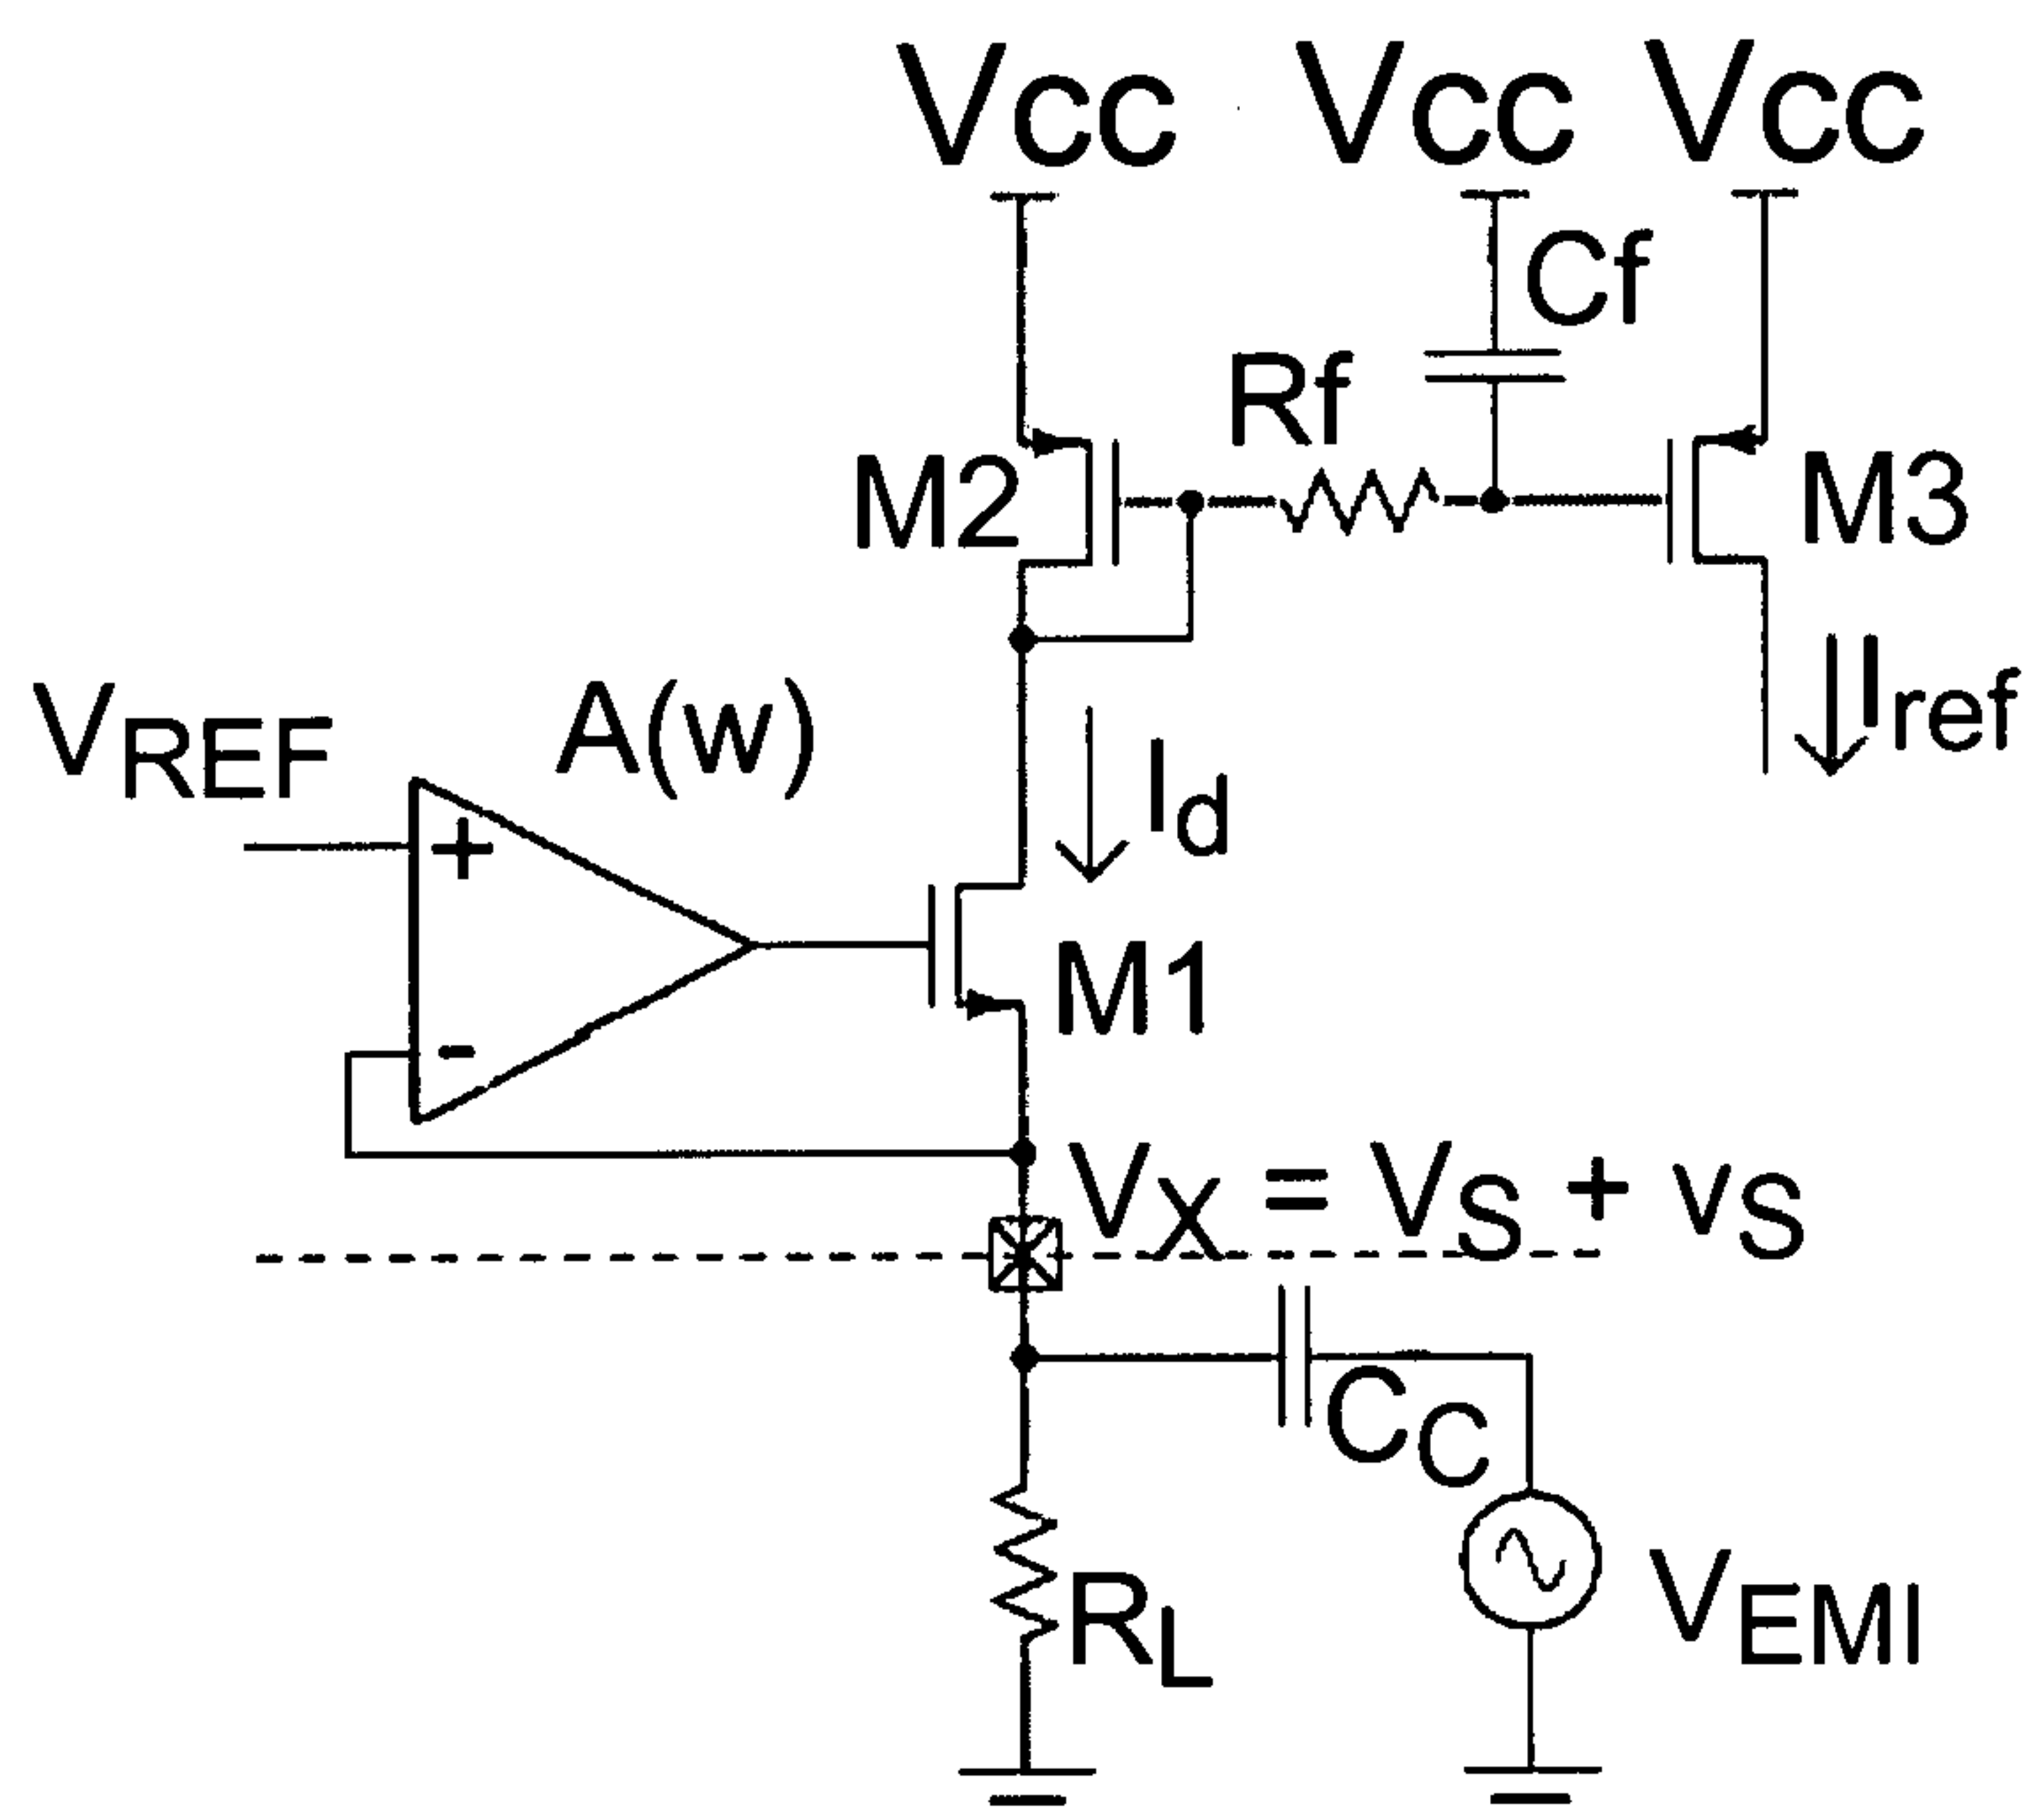 Vcc Vcc Vcc
Cf
Rf
M2
M3
VREF
A(w)
Id
Iref
+
-
M1
VX = VS + vS
CC
RL
VEMI